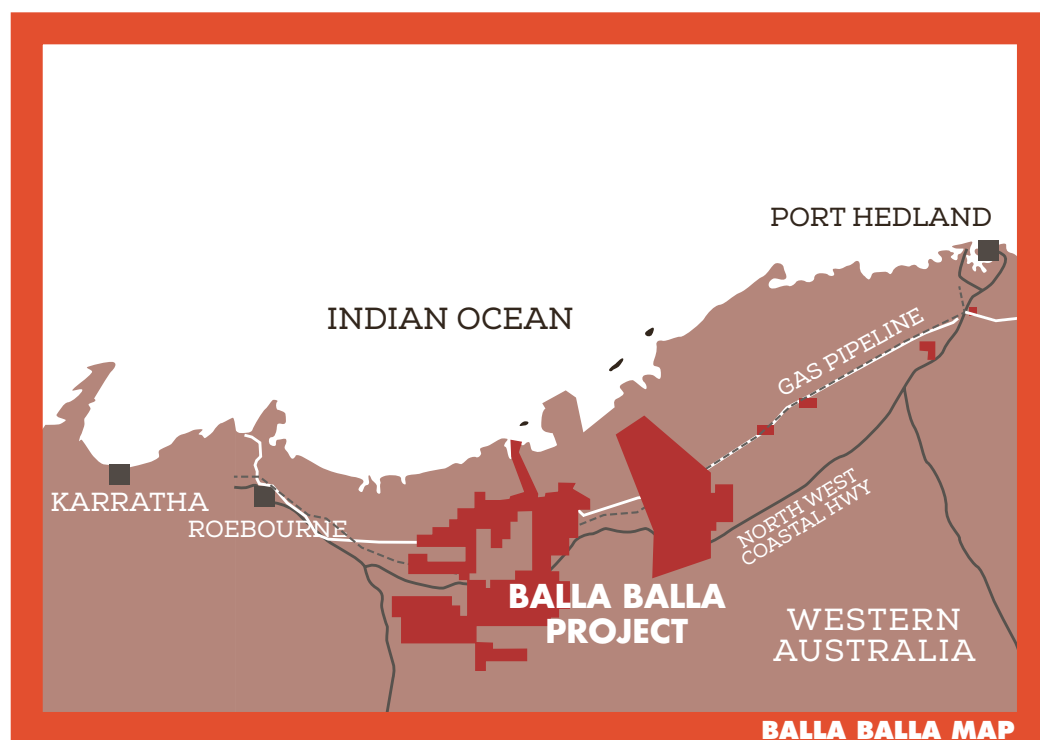 PORT HEDLAND
INDIAN OCEAN
GAS PIPELINE
KARRATHA
ROEBOURNE
NORTH WEST
COASTAL HWY
BALLA BALLA
PROJECT
WESTERN
AUSTRALIA
BALLA BALLA MAP